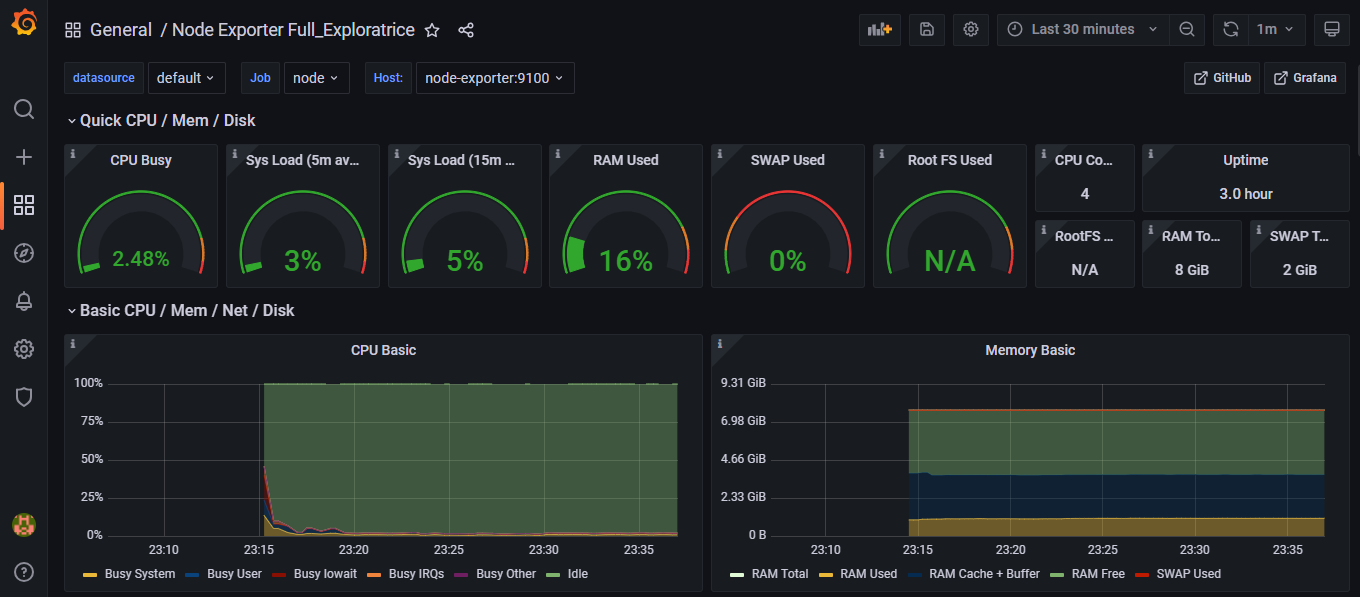 General / Node Exporter Full_Exploratrice
Last 30 minutes
1m
datasource default Job node Host: node-exporter:9100 GitHub Grafana
Quick CPU / Mem / Disk
CPU Busy
2.48%
Sys Load (5m av...
3%
Sys Load (15m ...
5%
RAM Used
16%
SWAP Used
0%
Root FS Used
N/A
CPU Co...
4
Uptime
3.0 hour
RootFS ...
N/A
RAM To...
8 GiB
SWAP T...
2 GiB
Basic CPU / Mem / Net / Disk
CPU Basic
100%
75%
50%
25%
0%
23:10 23:15 23:20 23:25 23:30 23:35
Busy System Busy User Busy Iowait Busy IRQs Busy Other Idle
Memory Basic
9.31 GiB
6.98 GiB
4.66 GiB
2.33 GiB
0 B
23:10 23:15 23:20 23:25 23:30 23:35
RAM Total RAM Used RAM Cache + Buffer RAM Free SWAP Used